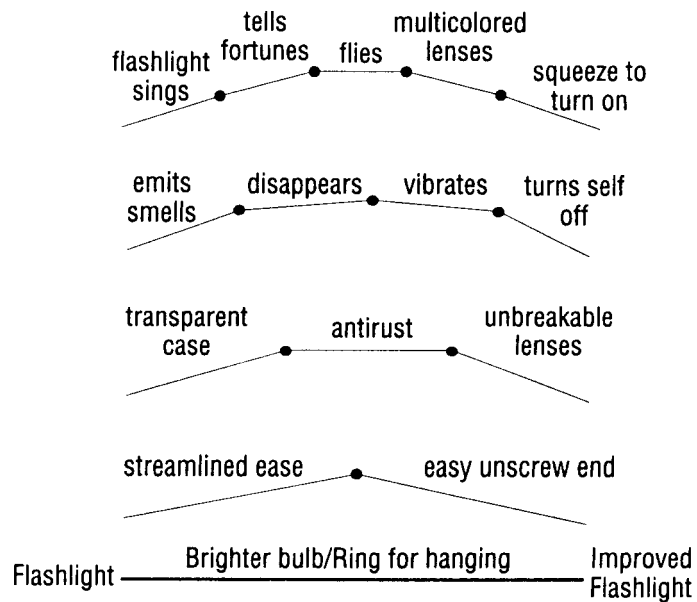 tells fortunes
flies
multicolored lenses
flashlight sings
squeeze to turn on
emits smells
disappears
vibrates
turns self off
transparent case
antirust
unbreakable lenses
streamlined ease
easy unscrew end
Flashlight
Brighter bulb/Ring for hanging
Improved Flashlight